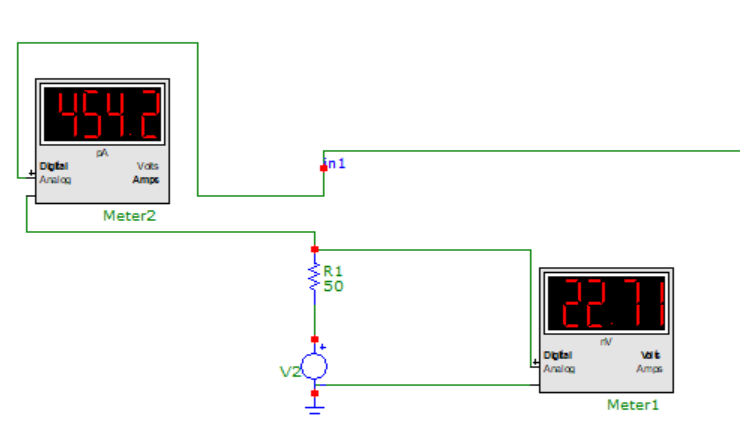 454.2
pA
Digital Volts
Analog Amps
Meter2
in1
R1
50
22.71
nV
Digital Volts
Analog Amps
V2
Meter1